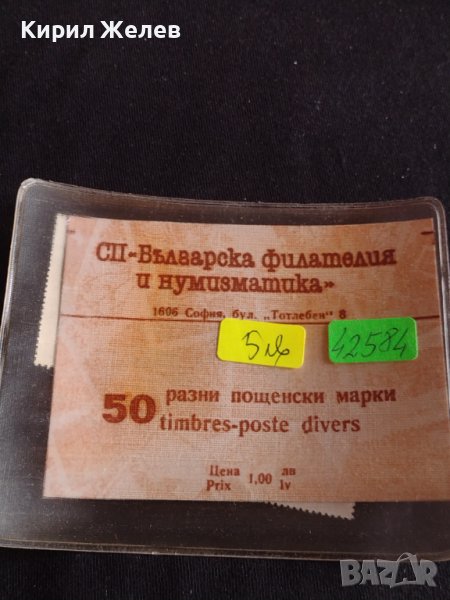 Кирил Желев
СП-Българска филателия
и нумизматика»
1606 София, бул. „Тотлебен“ 8
5лв
42584
50 разни пощенски марки
timbres-poste divers
Цена 1,00 лв
Prix lv
BAZAR